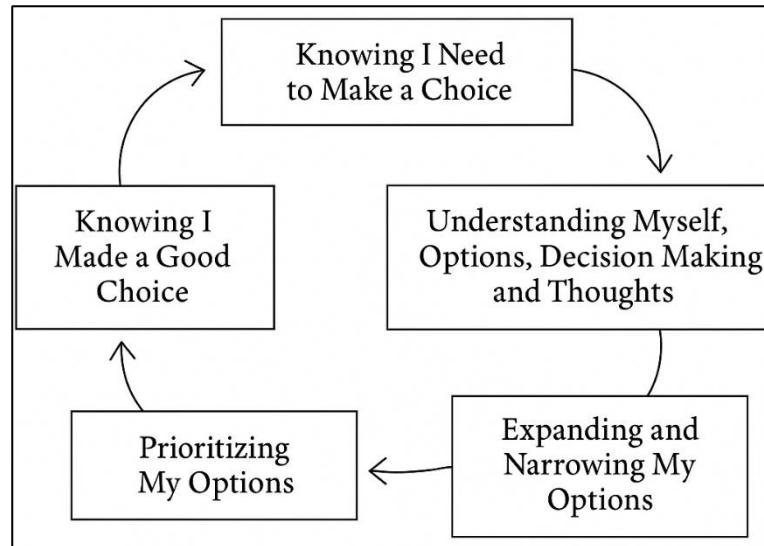 Knowing I Need
to Make a Choice
Understanding Myself,
Options, Decision Making
and Thoughts
Expanding and
Narrowing My
Options
Prioritizing
My Options
Knowing I
Made a Good
Choice